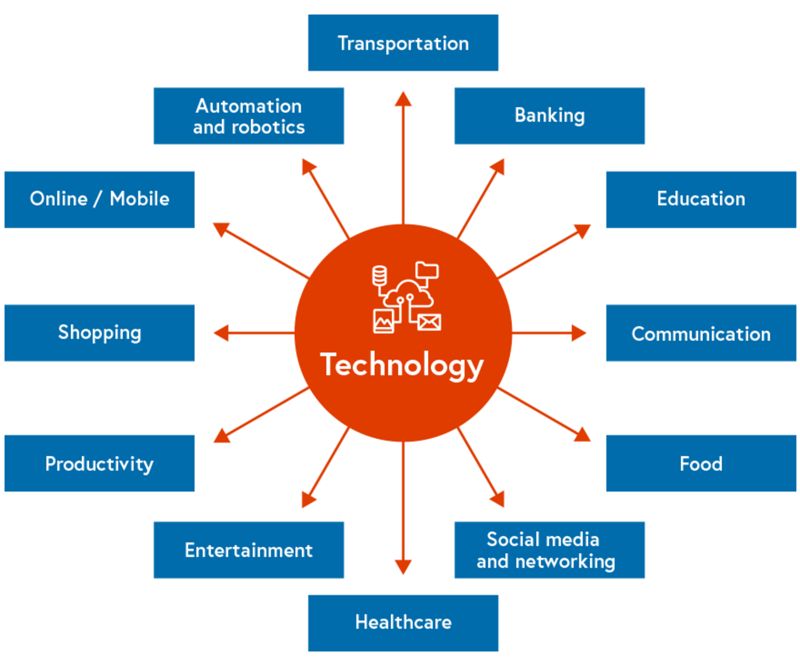 Transportation
Automation
and robotics
Banking
Online / Mobile
Education
Shopping
Technology
Communication
Productivity
Food
Entertainment
Social media
and networking
Healthcare